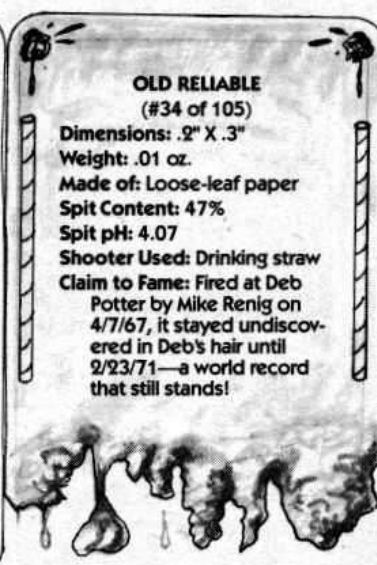 OLD RELIABLE
(#34 of 105)
Dimensions: .2" X .3"
Weight: .01 oz.
Made of: Loose-leaf paper
Spit Content: 47%
Spit pH: 4.07
Shooter Used: Drinking straw
Claim to Fame: Fired at Deb
Potter by Mike Renig on
4/7/67, it stayed undiscov-
ered in Deb's hair until
2/23/71—a world record
that still stands!